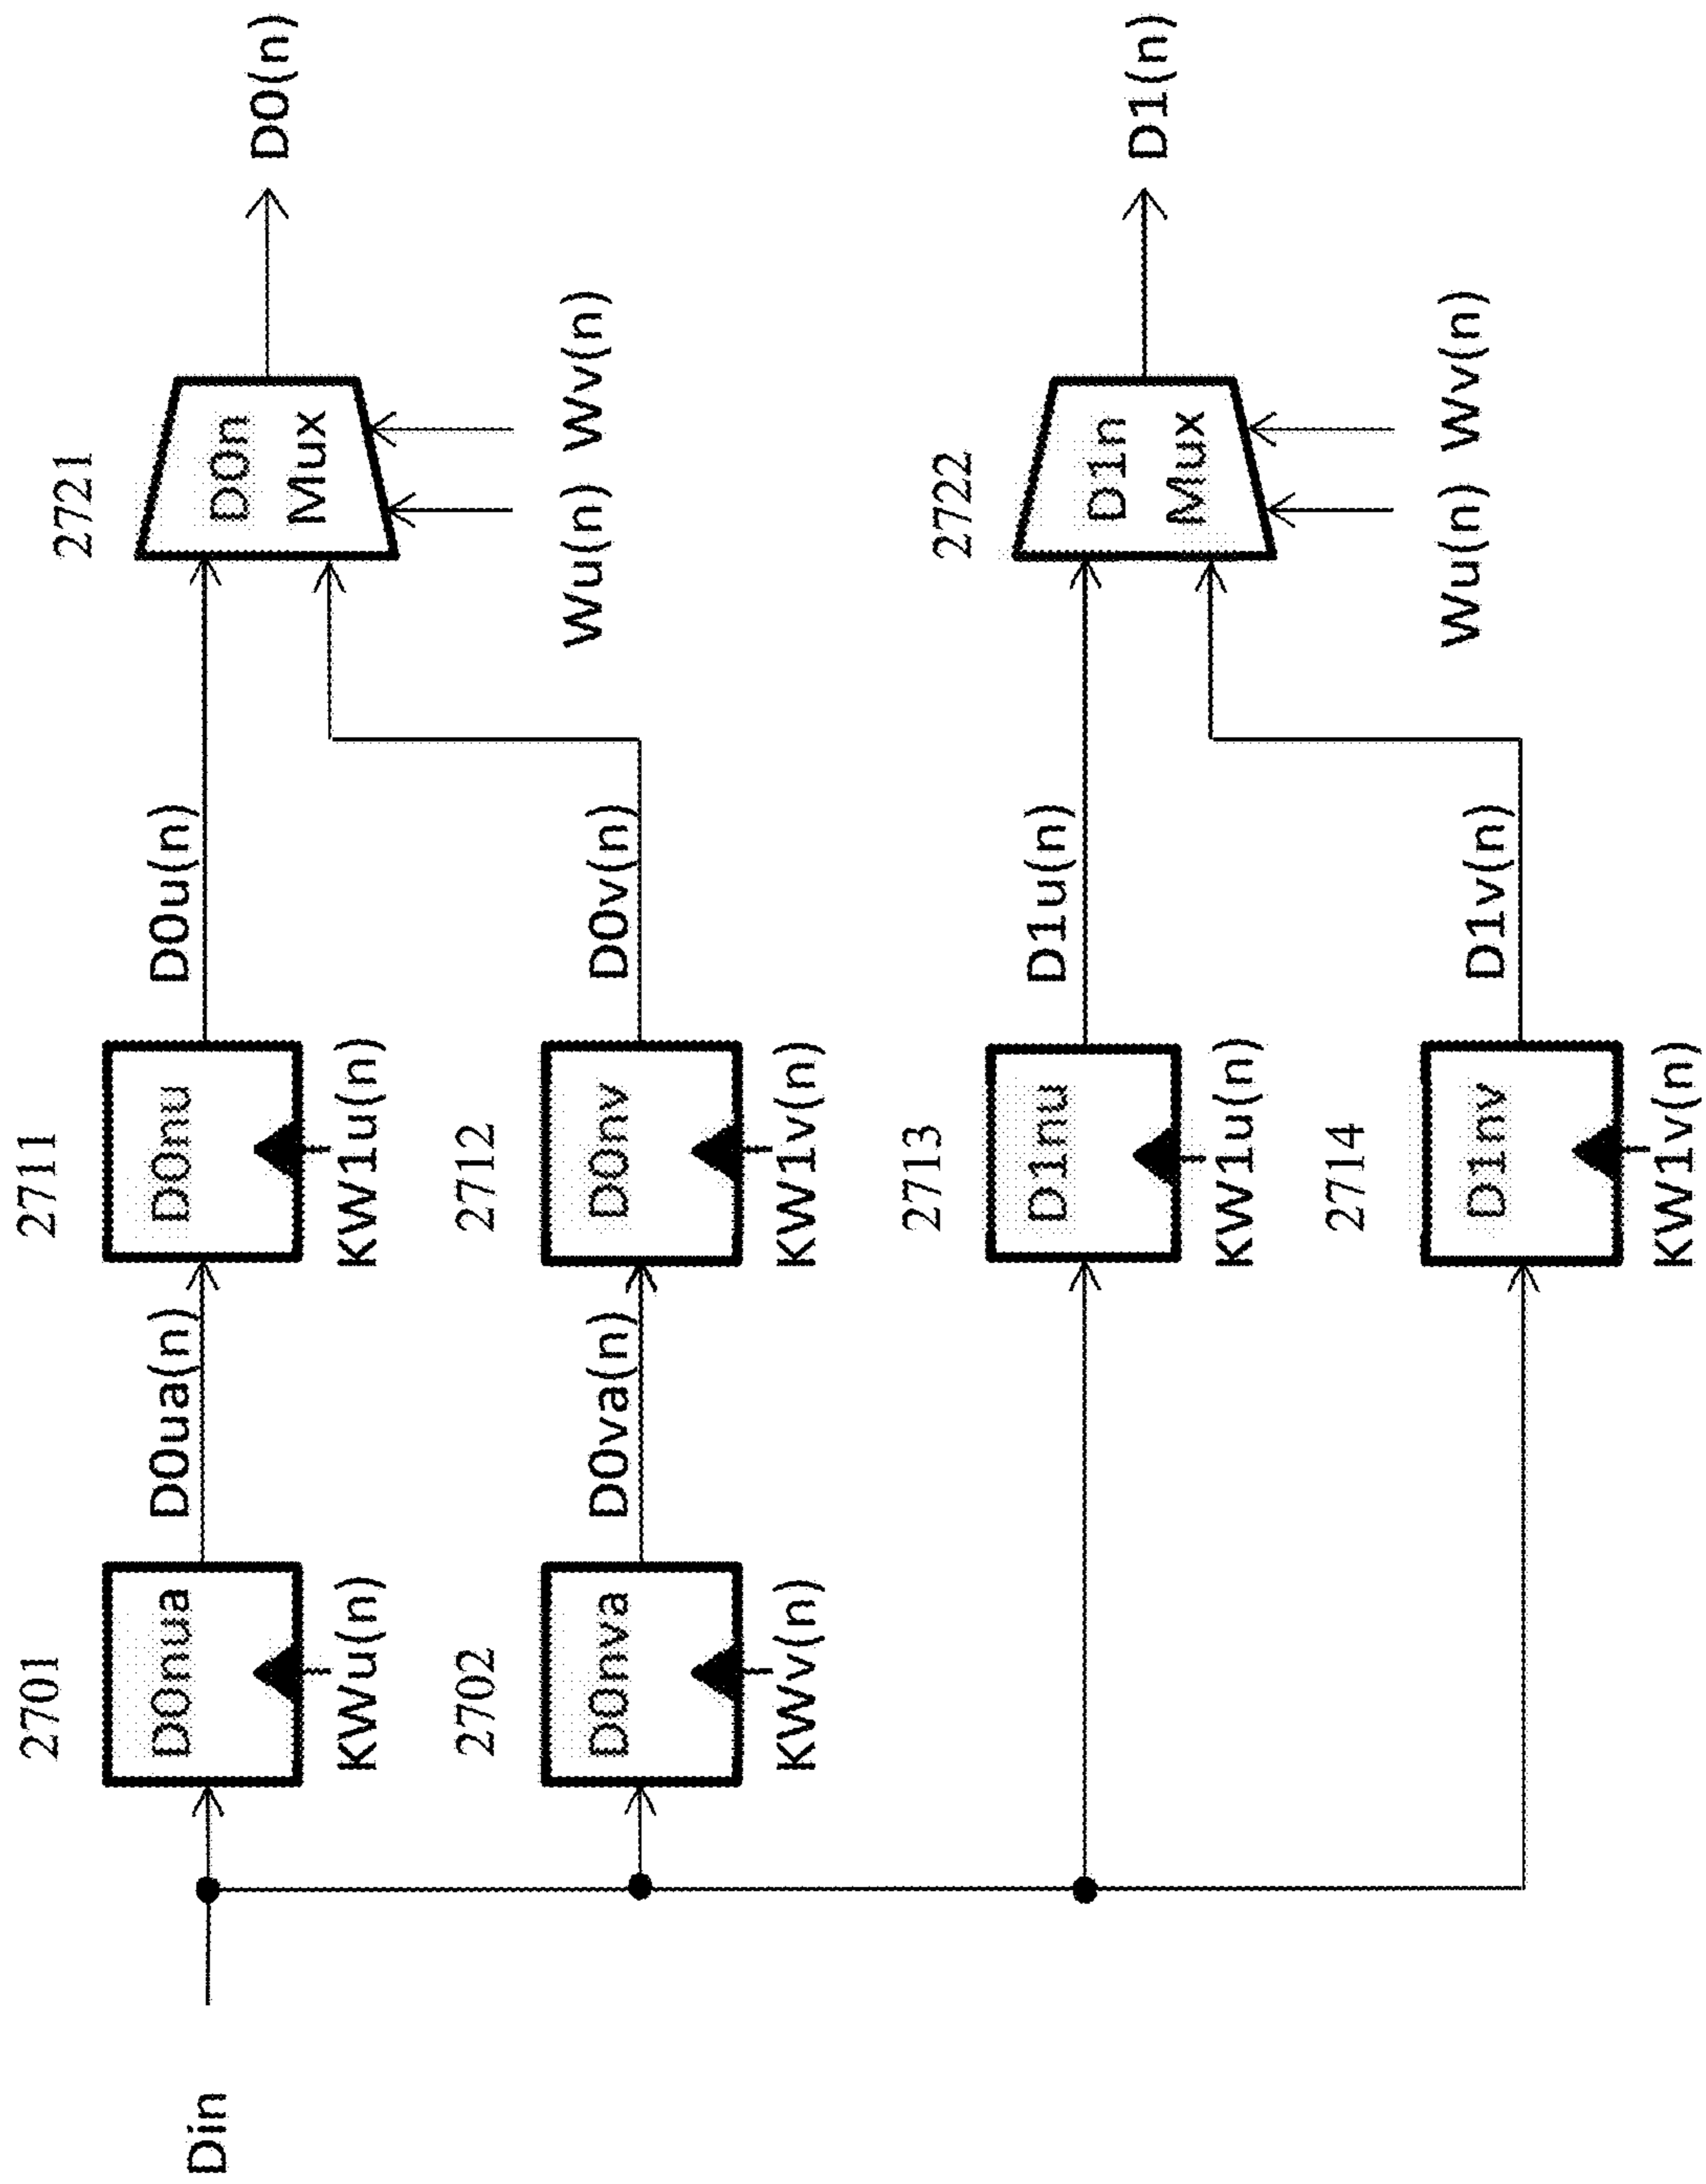 Din
2701
D0nua
KWu(n)
D0ua(n)
2711
D0nu
KW1u(n)
D0u(n)
2721
D0n
Mux
Wu(n) Wv(n)
D0(n)
2702
D0nva
KWv(n)
D0va(n)
2712
D0nv
KW1v(n)
D0v(n)
2713
D1nu
KW1u(n)
D1u(n)
2722
D1n
Mux
Wu(n) Wv(n)
D1(n)
2714
D1nv
KW1v(n)
D1v(n)